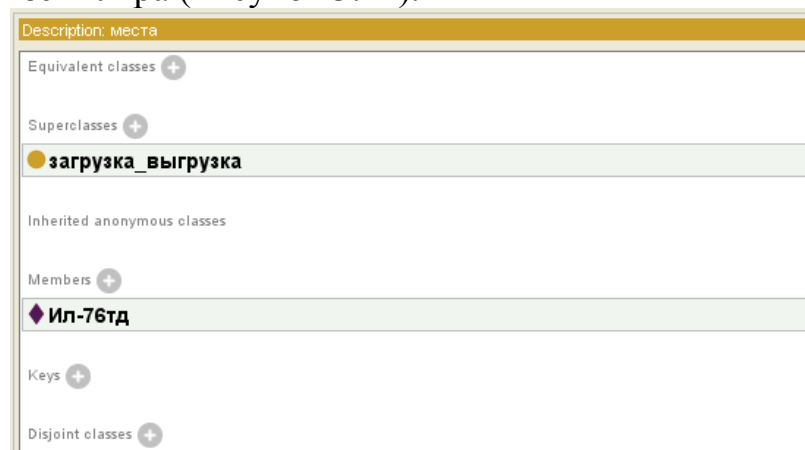 Description: места
Equivalent classes
Superclasses
загрузка_выгрузка
Inherited anonymous classes
Members
Ил-76тд
Keys
Disjoint classes